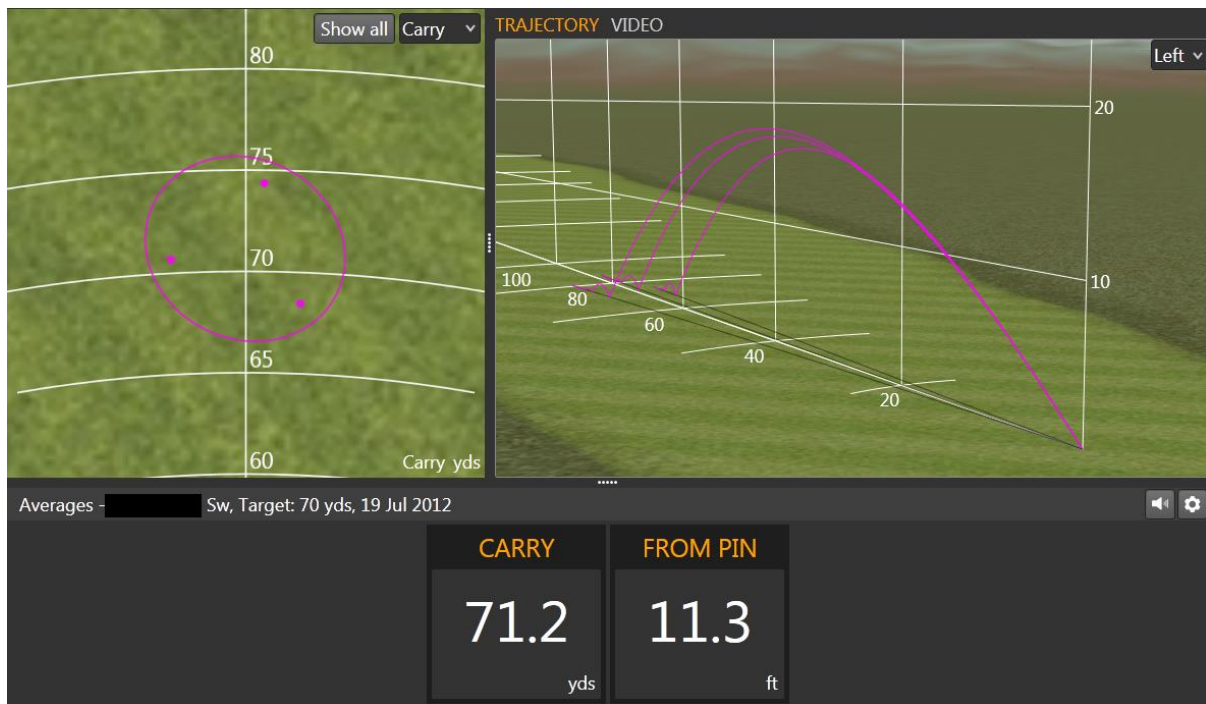 Show all Carry
80
75
70
65
60
Carry yds
TRAJECTORY VIDEO
Left
20
10
100
80
60
40
20
Averages - Sw, Target: 70 yds, 19 Jul 2012
CARRY
71.2
yds
FROM PIN
11.3
ft